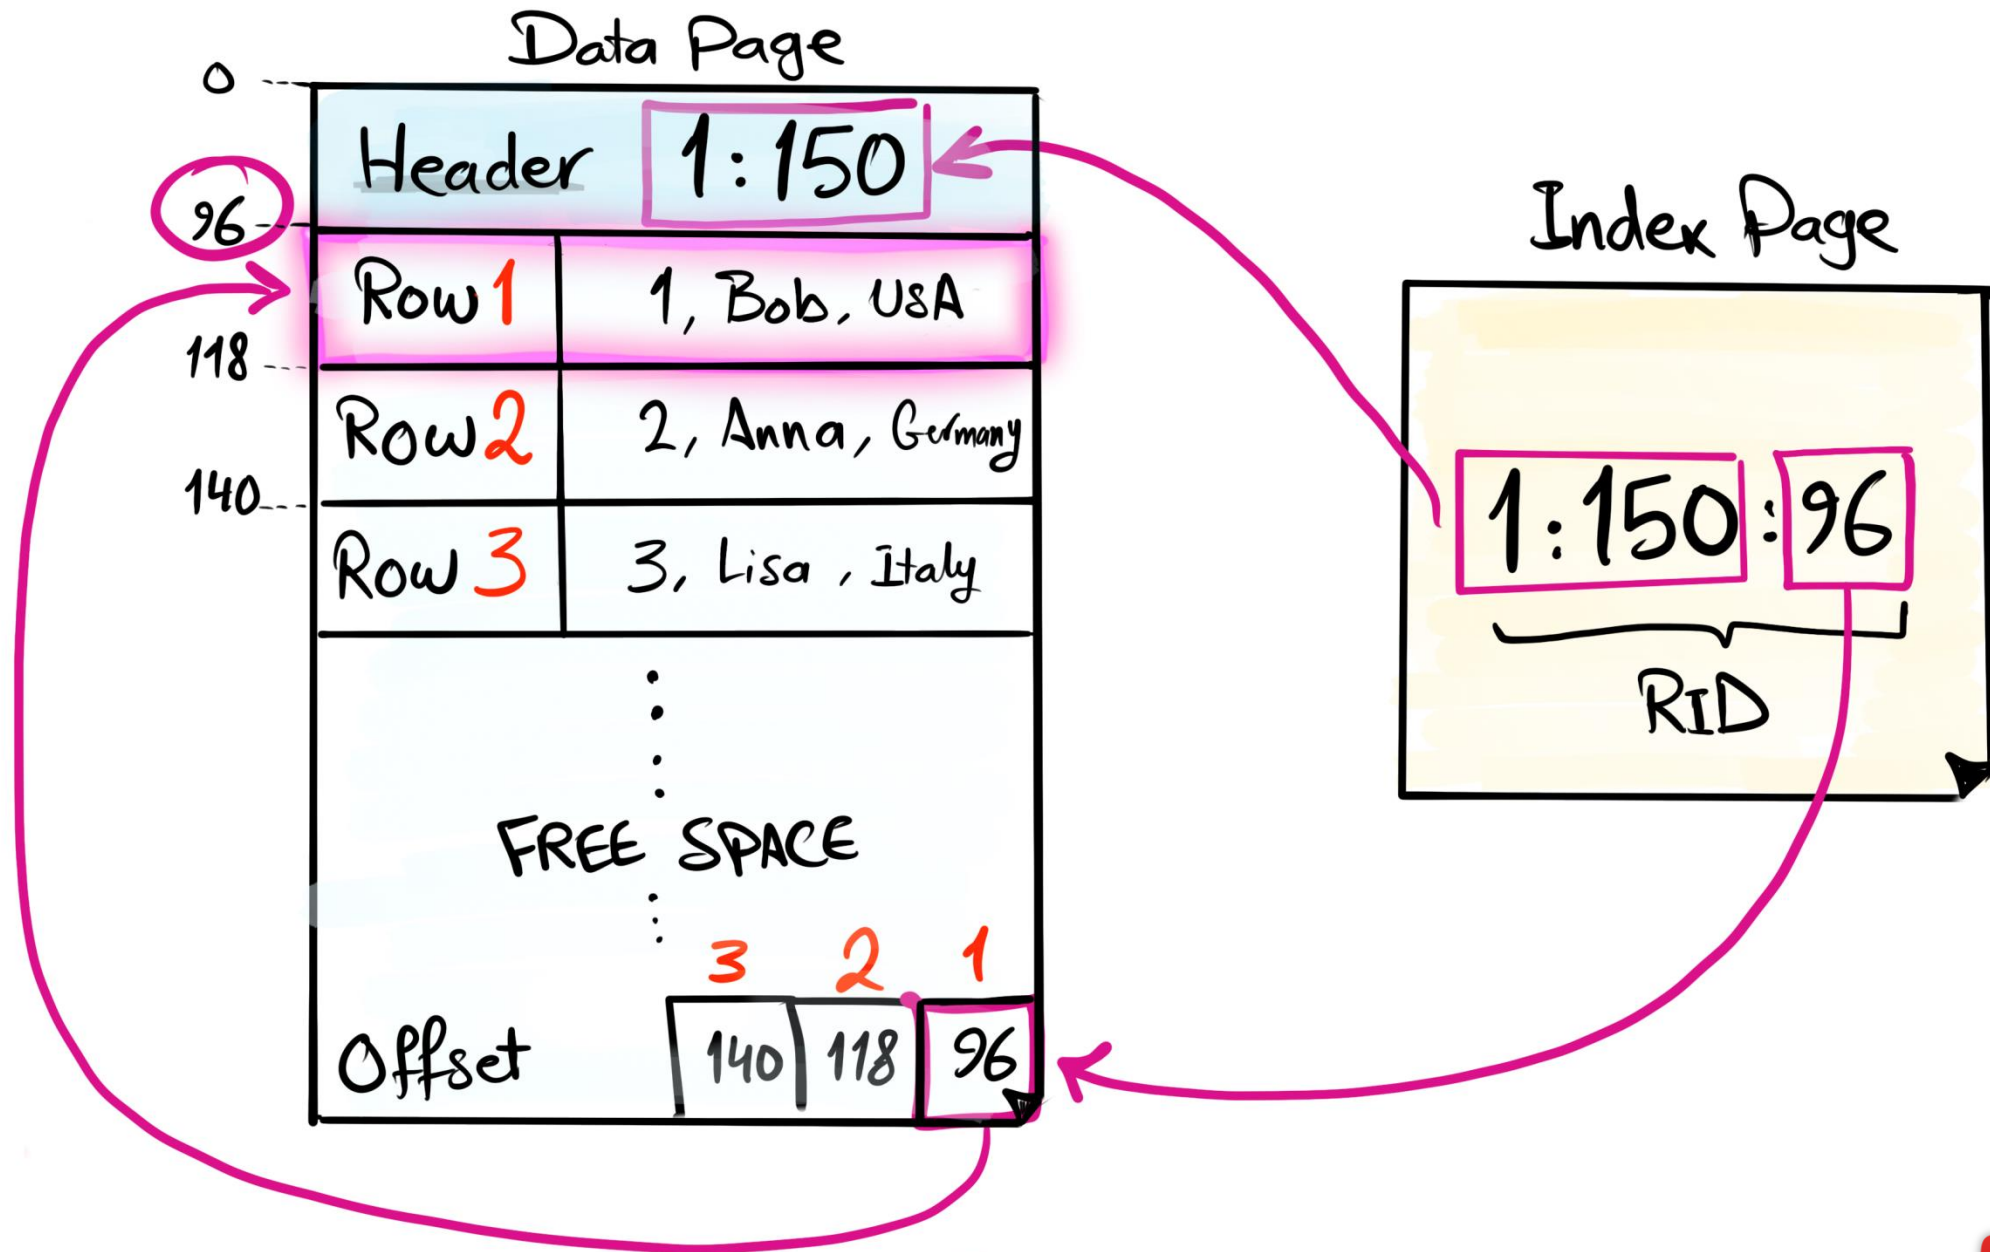 Data Page
0
Header 1:150
96
Row 1 1, Bob, USA
118
Row 2 2, Anna, Germany
140
Row 3 3, Lisa, Italy
FREE SPACE
3 2 1
Offset 140 118 96
Index Page
1:150:96
RID